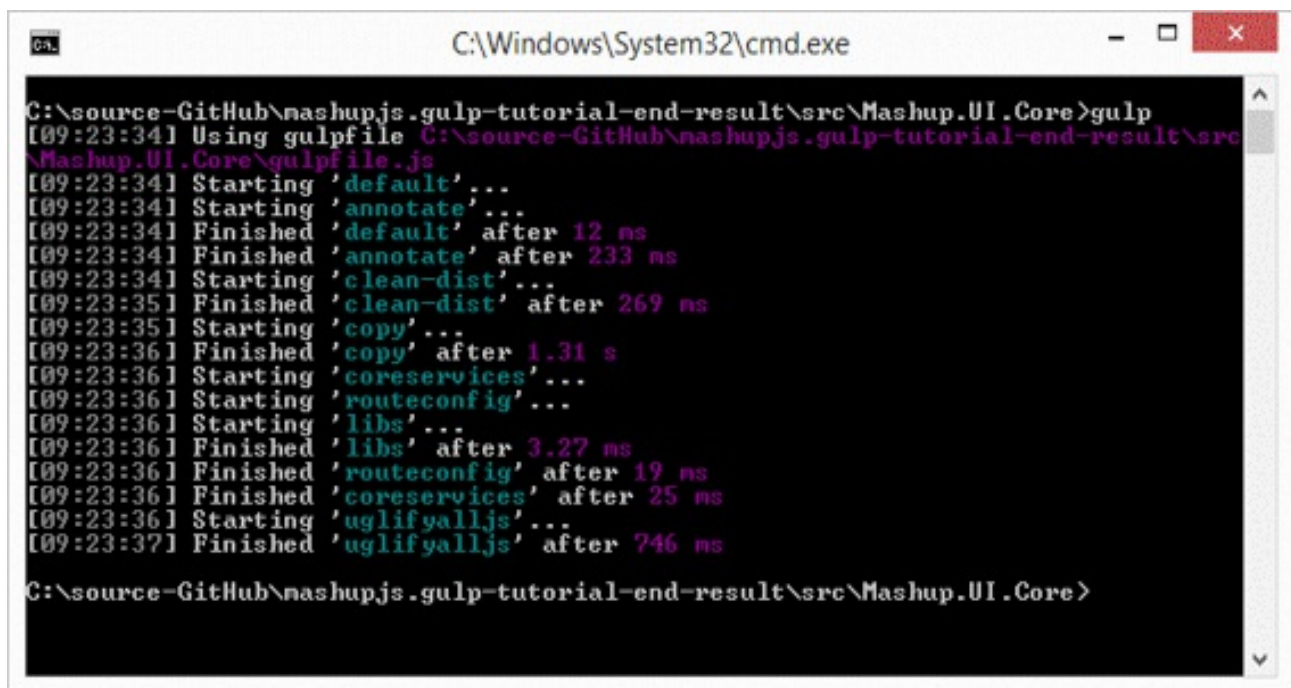 C:\Windows\System32\cmd.exe
C:\source-GitHub\mashupjs.gulp-tutorial-end-result\src\Mashup.UI.Core>gulp
[09:23:34] Using gulpfile C:\source-GitHub\mashupjs.gulp-tutorial-end-result\src
\Mashup.UI.Core\gulpfile.js
[09:23:34] Starting 'default'...
[09:23:34] Starting 'annotate'...
[09:23:34] Finished 'default' after 12 ms
[09:23:34] Finished 'annotate' after 233 ms
[09:23:34] Starting 'clean-dist'...
[09:23:35] Finished 'clean-dist' after 269 ms
[09:23:35] Starting 'copy'...
[09:23:36] Finished 'copy' after 1.31 s
[09:23:36] Starting 'coreservices'...
[09:23:36] Starting 'routeconfig'...
[09:23:36] Starting 'libs'...
[09:23:36] Finished 'libs' after 3.27 ms
[09:23:36] Finished 'routeconfig' after 19 ms
[09:23:36] Finished 'coreservices' after 25 ms
[09:23:36] Starting 'uglifyalljs'...
[09:23:37] Finished 'uglifyalljs' after 746 ms
C:\source-GitHub\mashupjs.gulp-tutorial-end-result\src\Mashup.UI.Core>